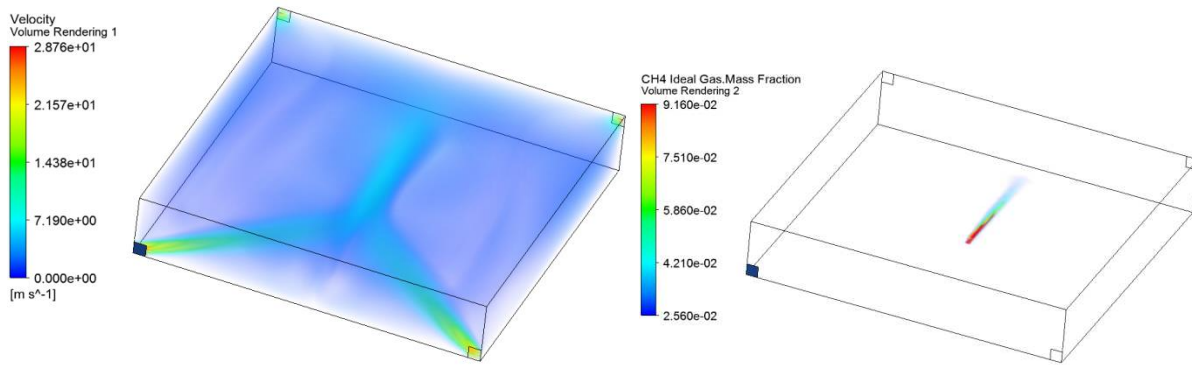 Velocity
Volume Rendering 1
2.876e+01
2.157e+01
1.438e+01
7.190e+00
0.000e+00
[m s^-1]
CH4 Ideal Gas.Mass Fraction
Volume Rendering 2
9.160e-02
7.510e-02
5.860e-02
4.210e-02
2.560e-02